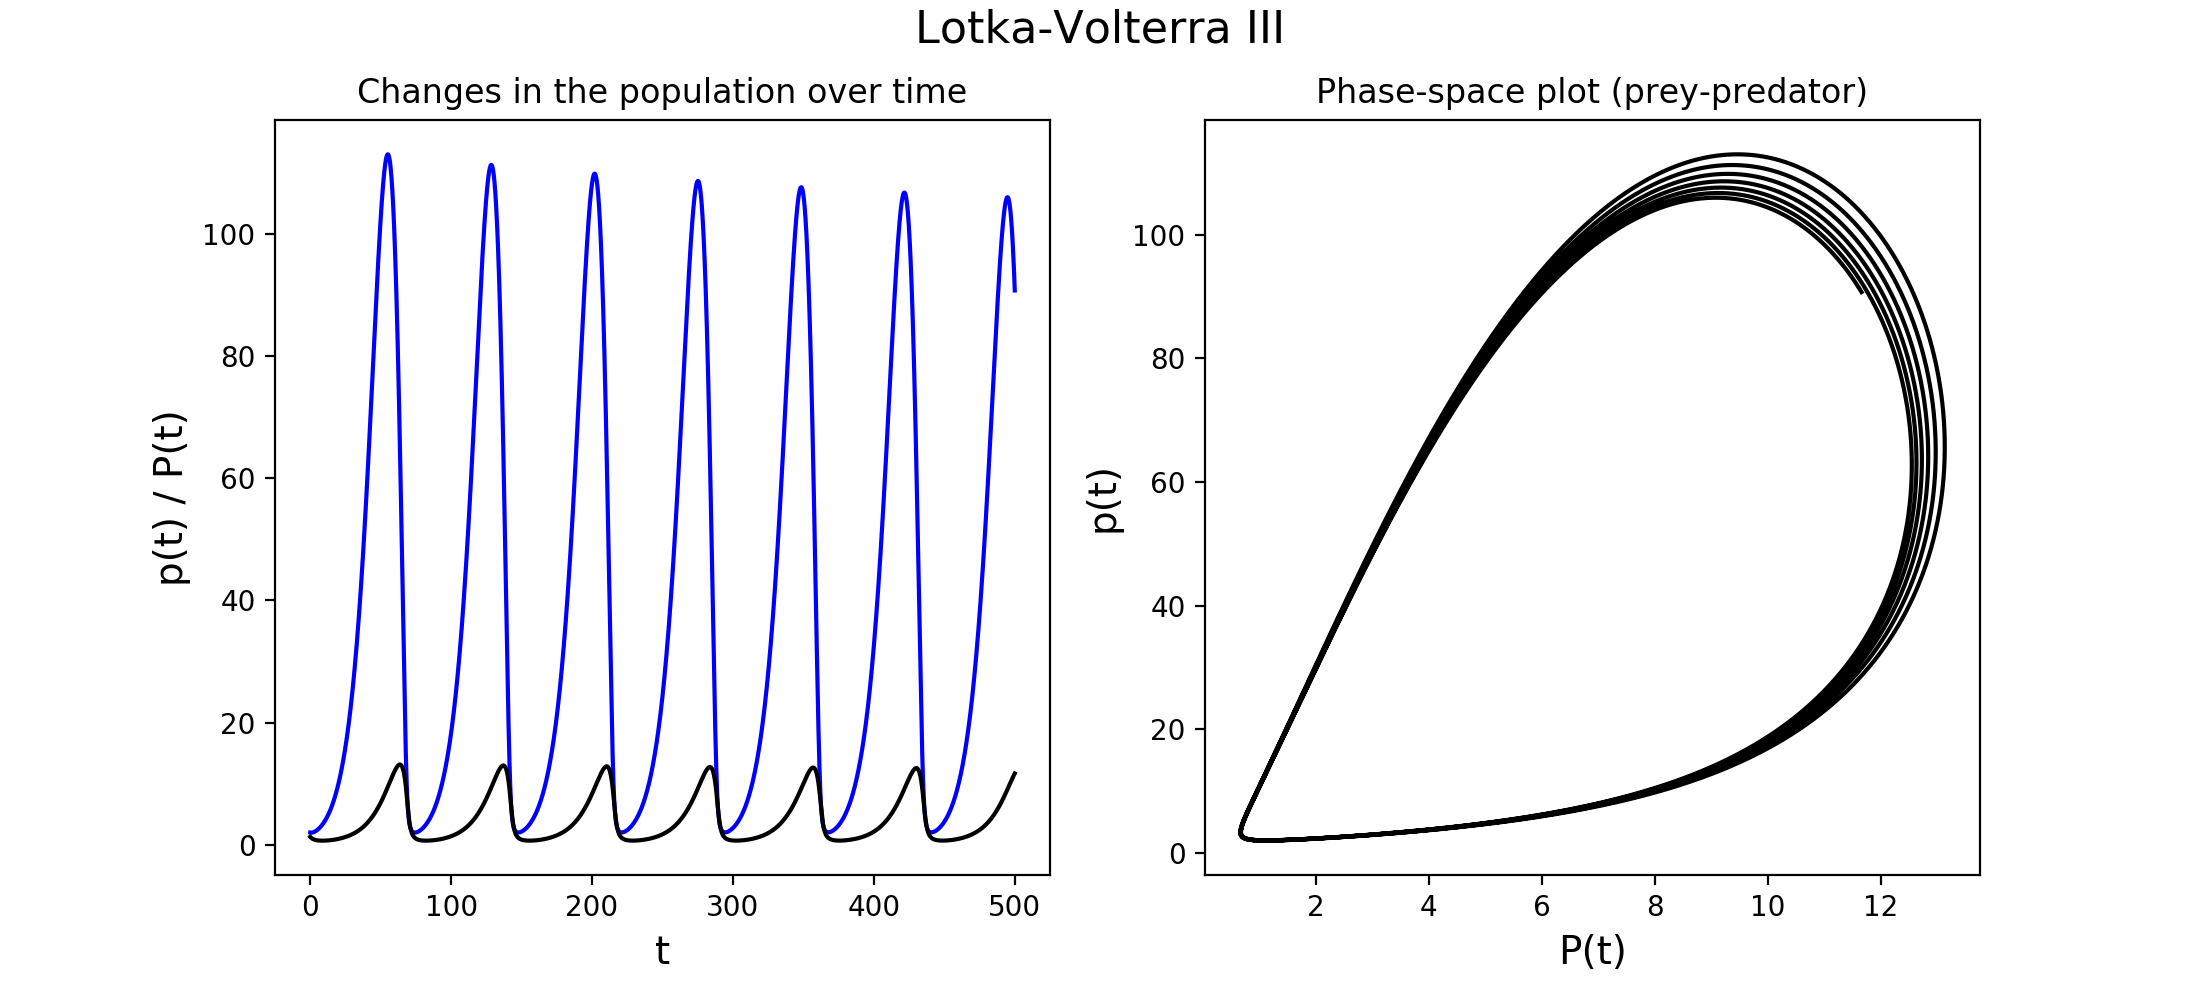 Lotka-Volterra III
Changes in the population over time
p(t) / P(t)
100
80
60
40
20
0
0 100 200 300 400 500
t
Phase-space plot (prey-predator)
p(t)
100
80
60
40
20
0
2 4 6 8 10 12
P(t)